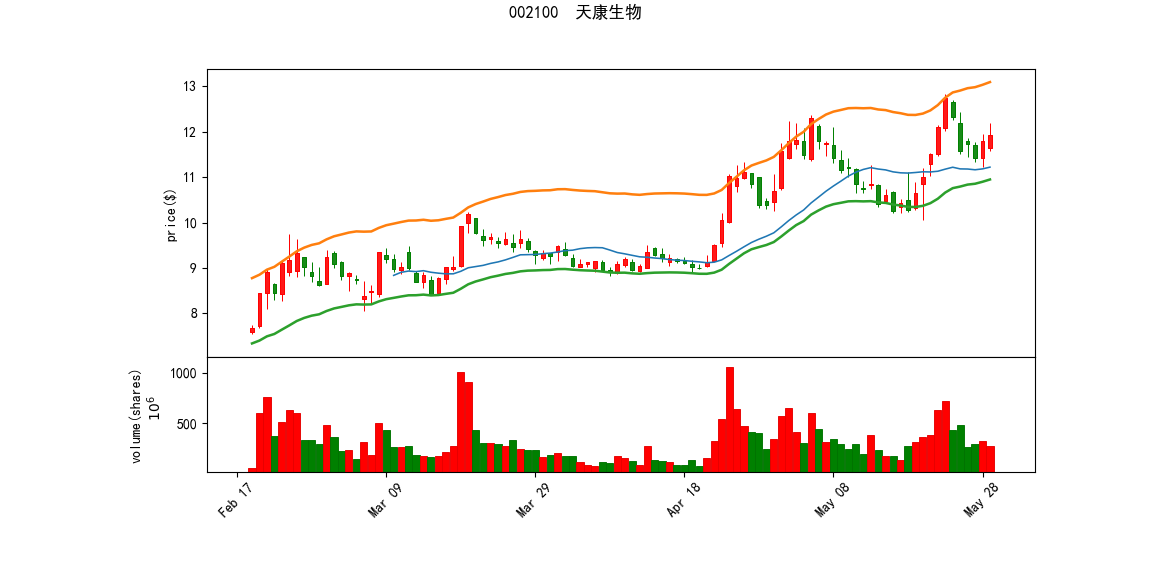 002100 天康生物
price($)
13
12
11
10
9
8
volume(shares)
10^6
1000
500
Feb 17
Mar 09
Mar 29
Apr 18
May 08
May 28